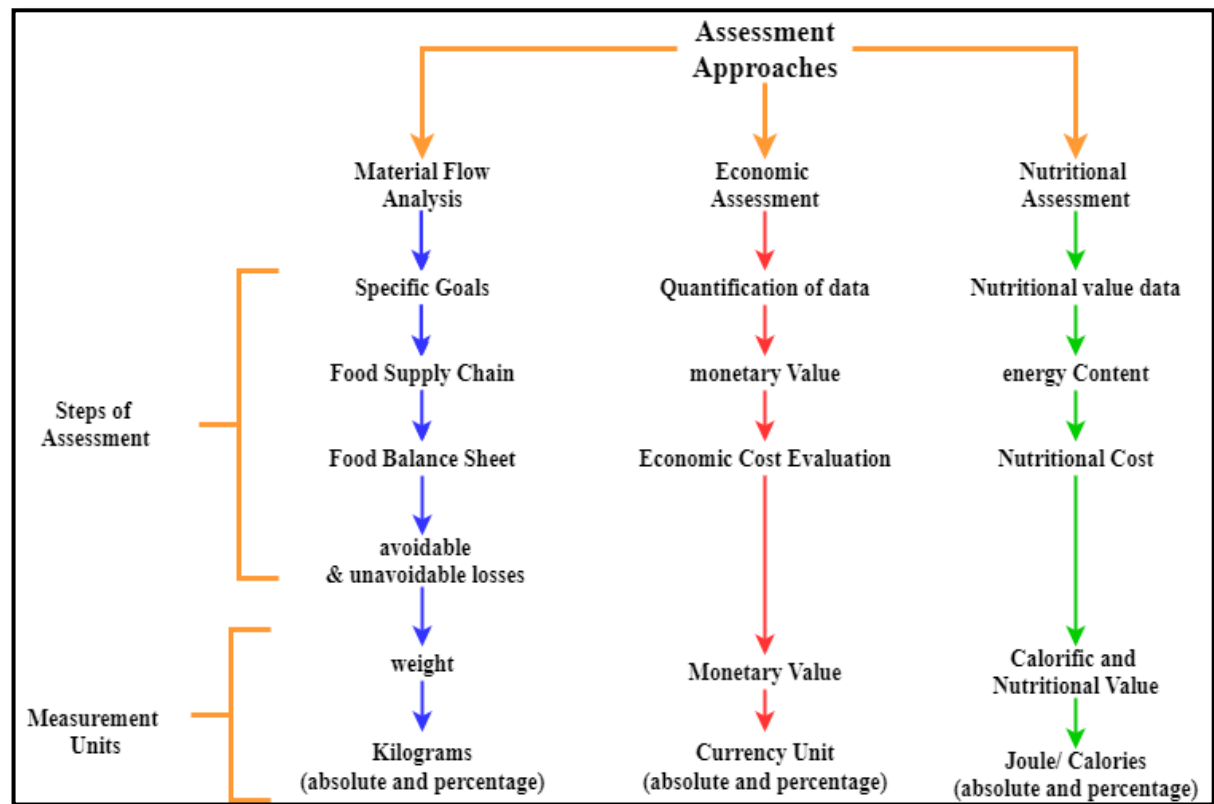 Assessment
Approaches
Material Flow
Analysis
Economic
Assessment
Nutritional
Assessment
Specific Goals
Quantification of data
Nutritional value data
Food Supply Chain
monetary Value
energy Content
Steps of
Assessment
Food Balance Sheet
Economic Cost Evaluation
Nutritional Cost
avoidable
& unavoidable losses
weight
Monetary Value
Calorific and
Nutritional Value
Measurement
Units
Kilograms
(absolute and percentage)
Currency Unit
(absolute and percentage)
Joule/ Calories
(absolute and percentage)